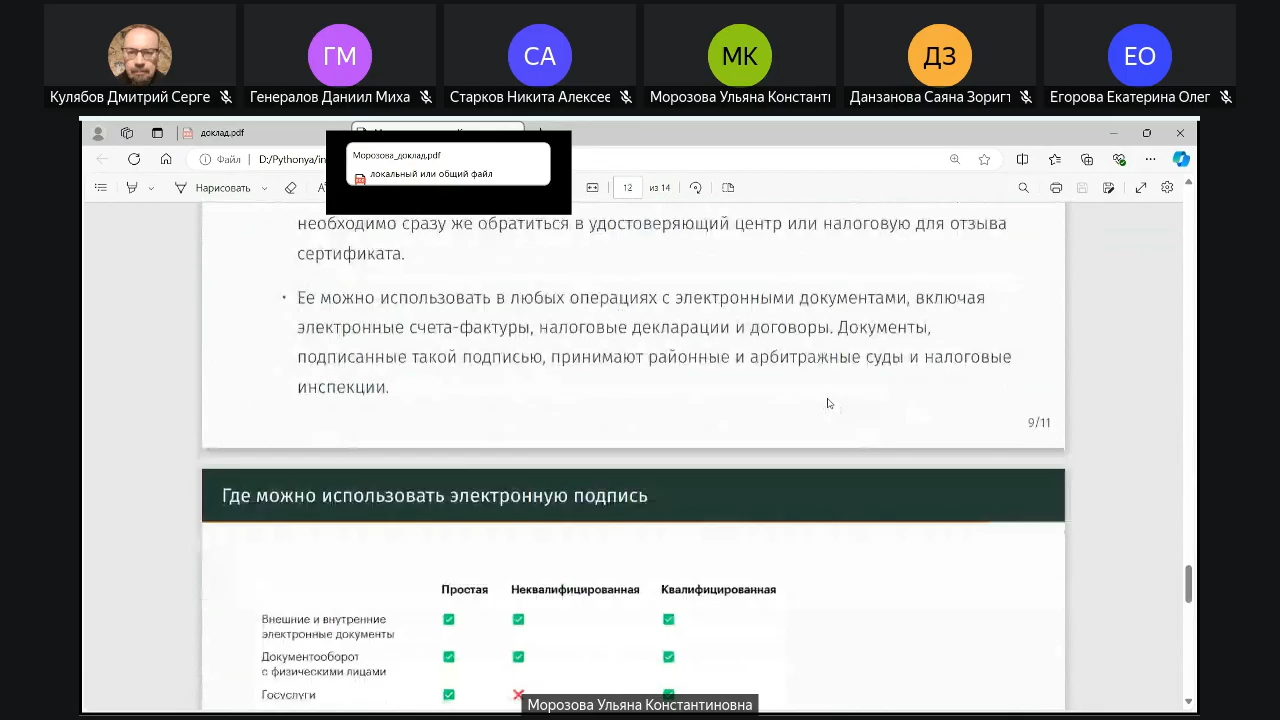 ГМ
СА
МК
ДЗ
ЕО
Кулябов Дмитрий Серге
Генералов Даниил Миха
Старков Никита Алексее
Морозова Ульяна Константи
Данзанова Саяна Зоригт
Егорова Екатерина Олег
доклад.pdf
Файл
D:/Pythonya/in
Морозова_доклад.pdf
локальный или общий файл
Нарисовать
12 из 14
необходимо сразу же обратиться в удостоверяющий центр или налоговую для отзыва
сертификата.
• Ее можно использовать в любых операциях с электронными документами, включая
электронные счета-фактуры, налоговые декларации и договоры. Документы,
подписанные такой подписью, принимают районные и арбитражные суды и налоговые
инспекции.
9/11
Где можно использовать электронную подпись
Простая Неквалифицированная Квалифицированная
Внешние и внутренние
электронные документы
Документооборот
с физическими лицами
Госуслуги
Морозова Ульяна Константиновна